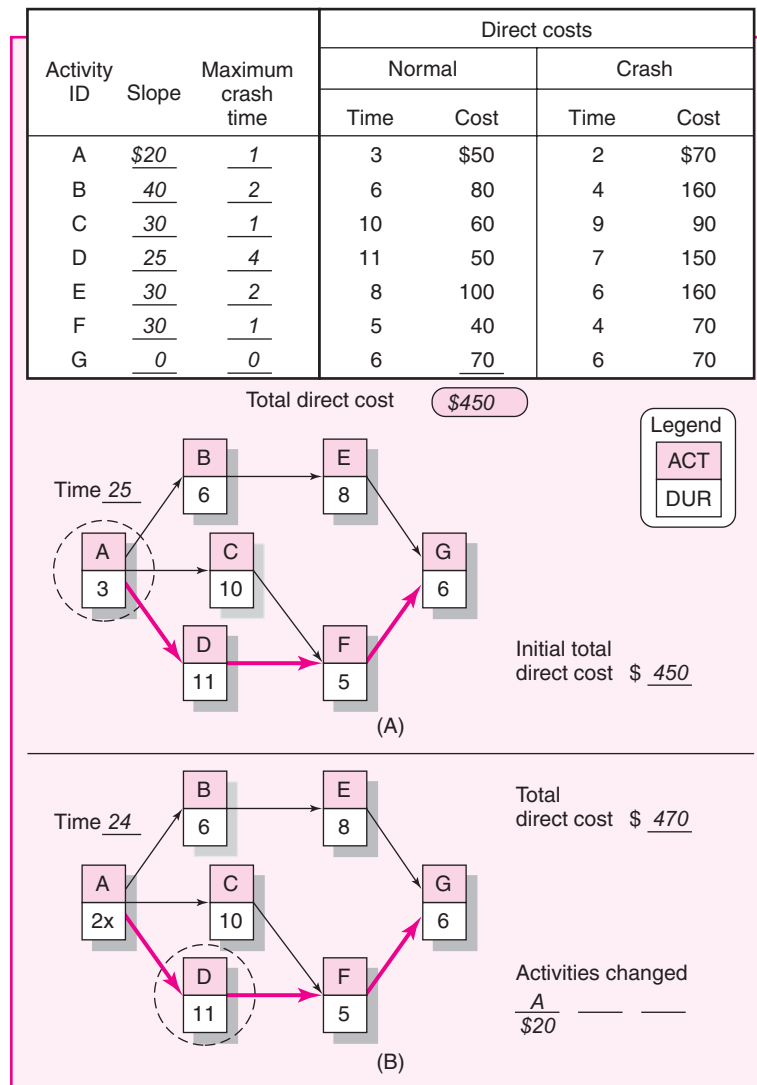 Direct costs
Activity ID Slope Maximum crash time Normal Crash
Time Cost Time Cost
A $20 1 3 $50 2 $70
B 40 2 6 80 4 160
C 30 1 10 60 9 90
D 25 4 11 50 7 150
E 30 2 8 100 6 160
F 30 1 5 40 4 70
G 0 0 6 70 6 70
Total direct cost $450
Legend
ACT
DUR
Time 25
B
6
E
8
A
3
C
10
G
6
D
11
F
5
Initial total
direct cost $ 450
(A)
Time 24
B
6
E
8
Total
direct cost $ 470
A
2x
C
10
G
6
D
11
F
5
Activities changed
A
$20
(B)